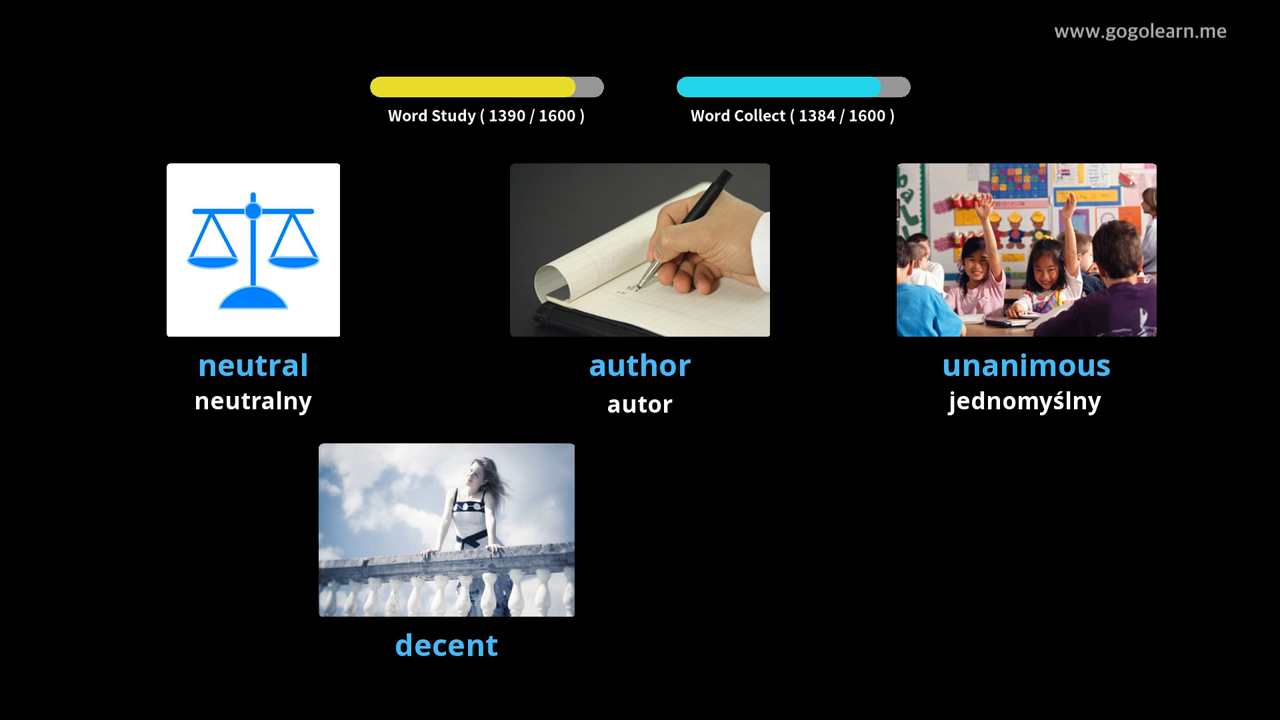 www.gogolearn.me
Word Study ( 1390 / 1600 )
Word Collect ( 1384 / 1600 )
neutral
neutralny
author
autor
unanimous
jednomyślny
decent